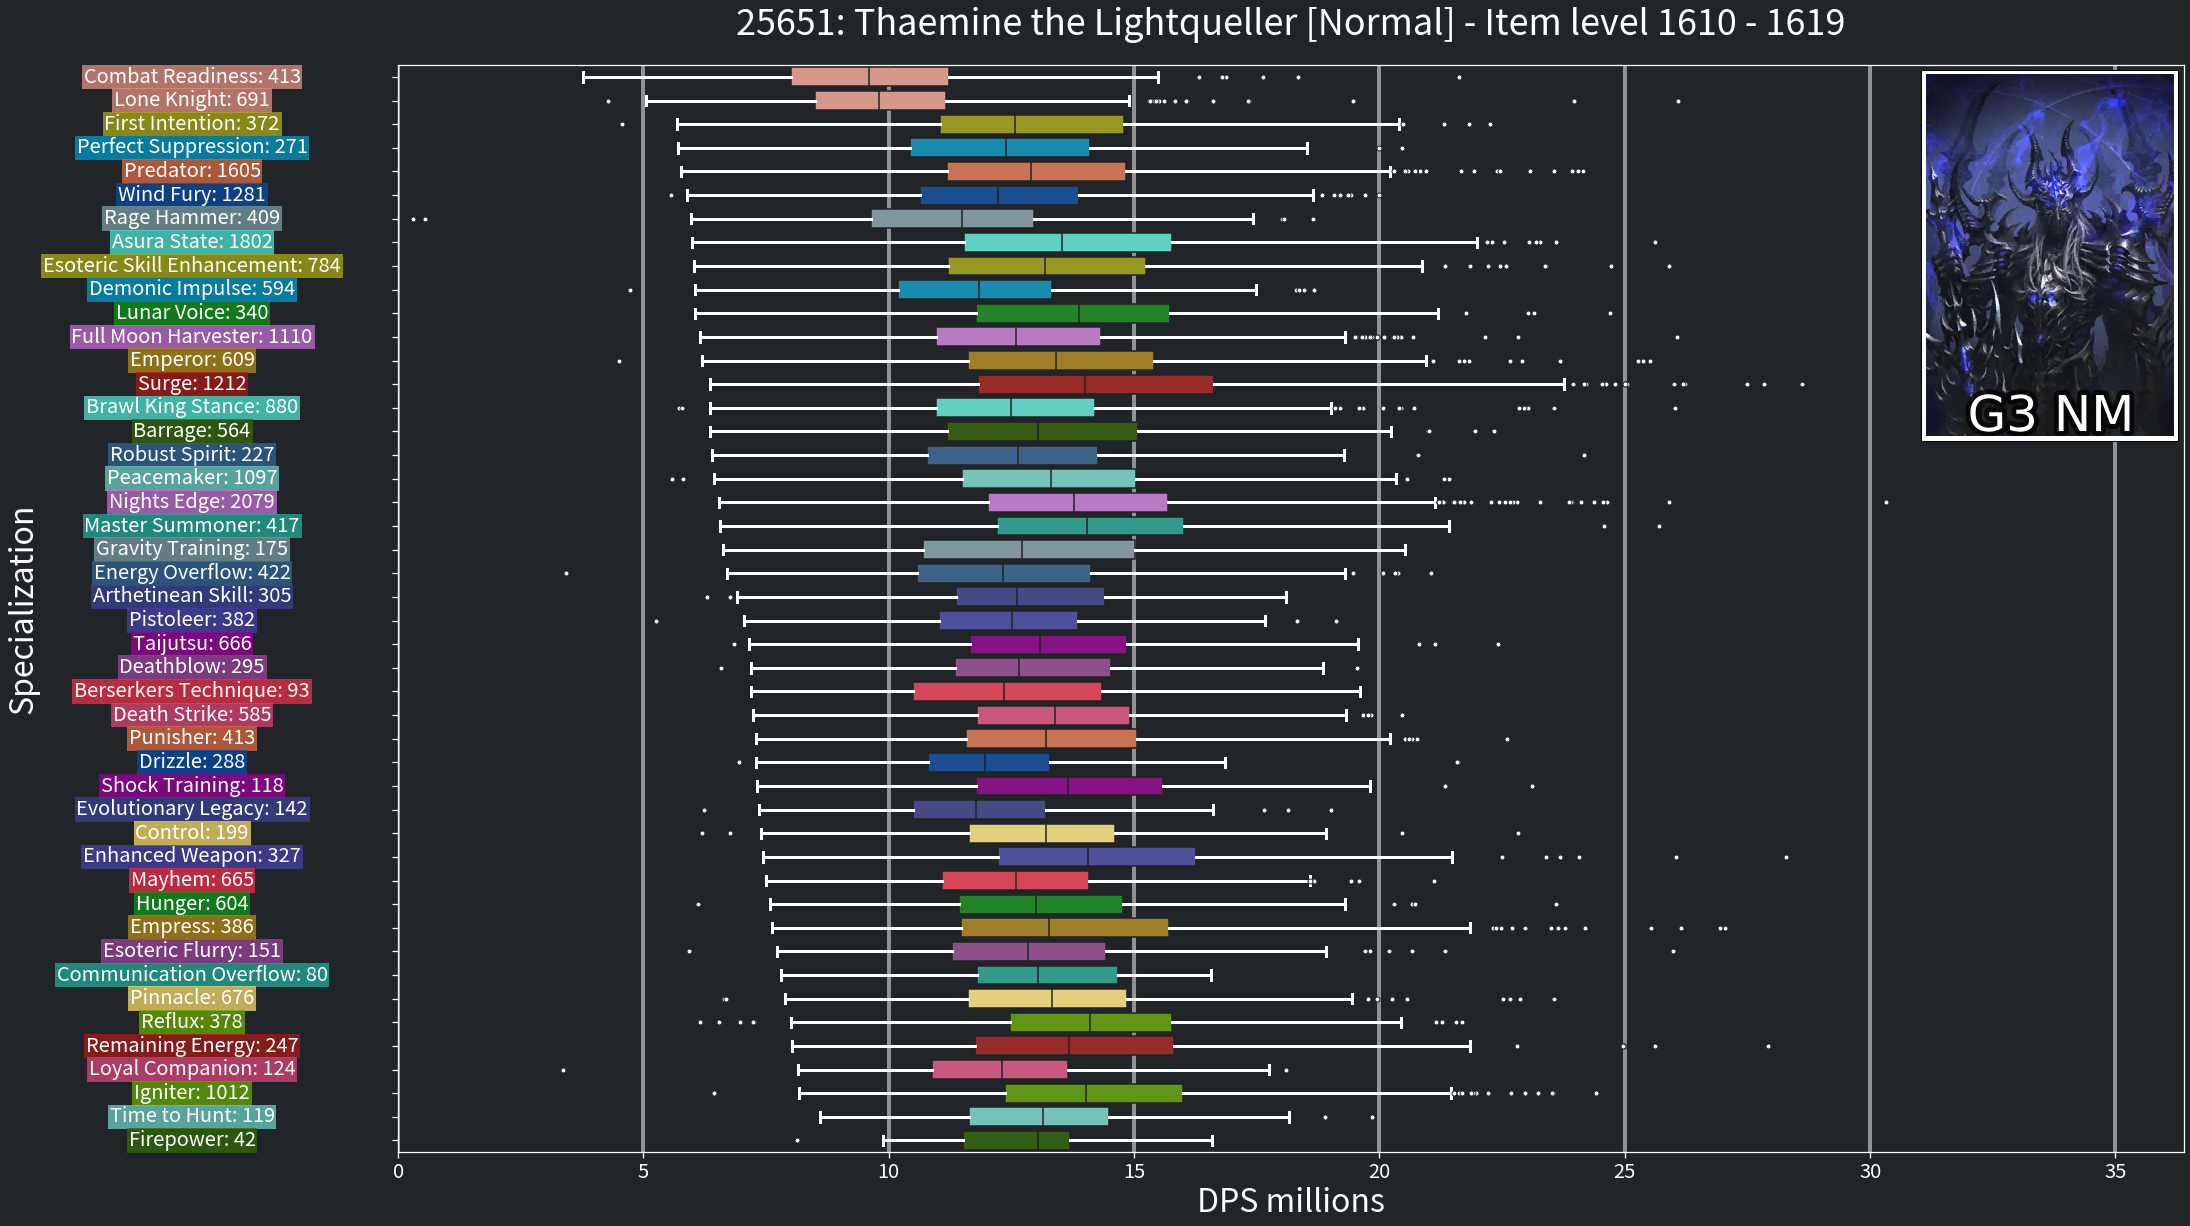 25651: Thaemine the Lightqueller [Normal] - Item level 1610 - 1619
Combat Readiness: 413
Lone Knight: 691
First Intention: 372
Perfect Suppression: 271
Predator: 1605
Wind Fury: 1281
Rage Hammer: 409
Asura State: 1802
Esoteric Skill Enhancement: 784
Demonic Impulse: 594
Lunar Voice: 340
Full Moon Harvester: 1110
Emperor: 609
Surge: 1212
Brawl King Stance: 880
Barrage: 564
Robust Spirit: 227
Peacemaker: 1097
Nights Edge: 2079
Master Summoner: 417
Gravity Training: 175
Energy Overflow: 422
Arthetinean Skill: 305
Pistoleer: 382
Taijutsu: 666
Deathblow: 295
Berserkers Technique: 93
Death Strike: 585
Punisher: 413
Drizzle: 288
Shock Training: 118
Evolutionary Legacy: 142
Control: 199
Enhanced Weapon: 327
Mayhem: 665
Hunger: 604
Empress: 386
Esoteric Flurry: 151
Communication Overflow: 80
Pinnacle: 676
Reflux: 378
Remaining Energy: 247
Loyal Companion: 124
Igniter: 1012
Time to Hunt: 119
Firepower: 42
Specialization
G3 NM
0 5 10 15 20 25 30 35
DPS millions